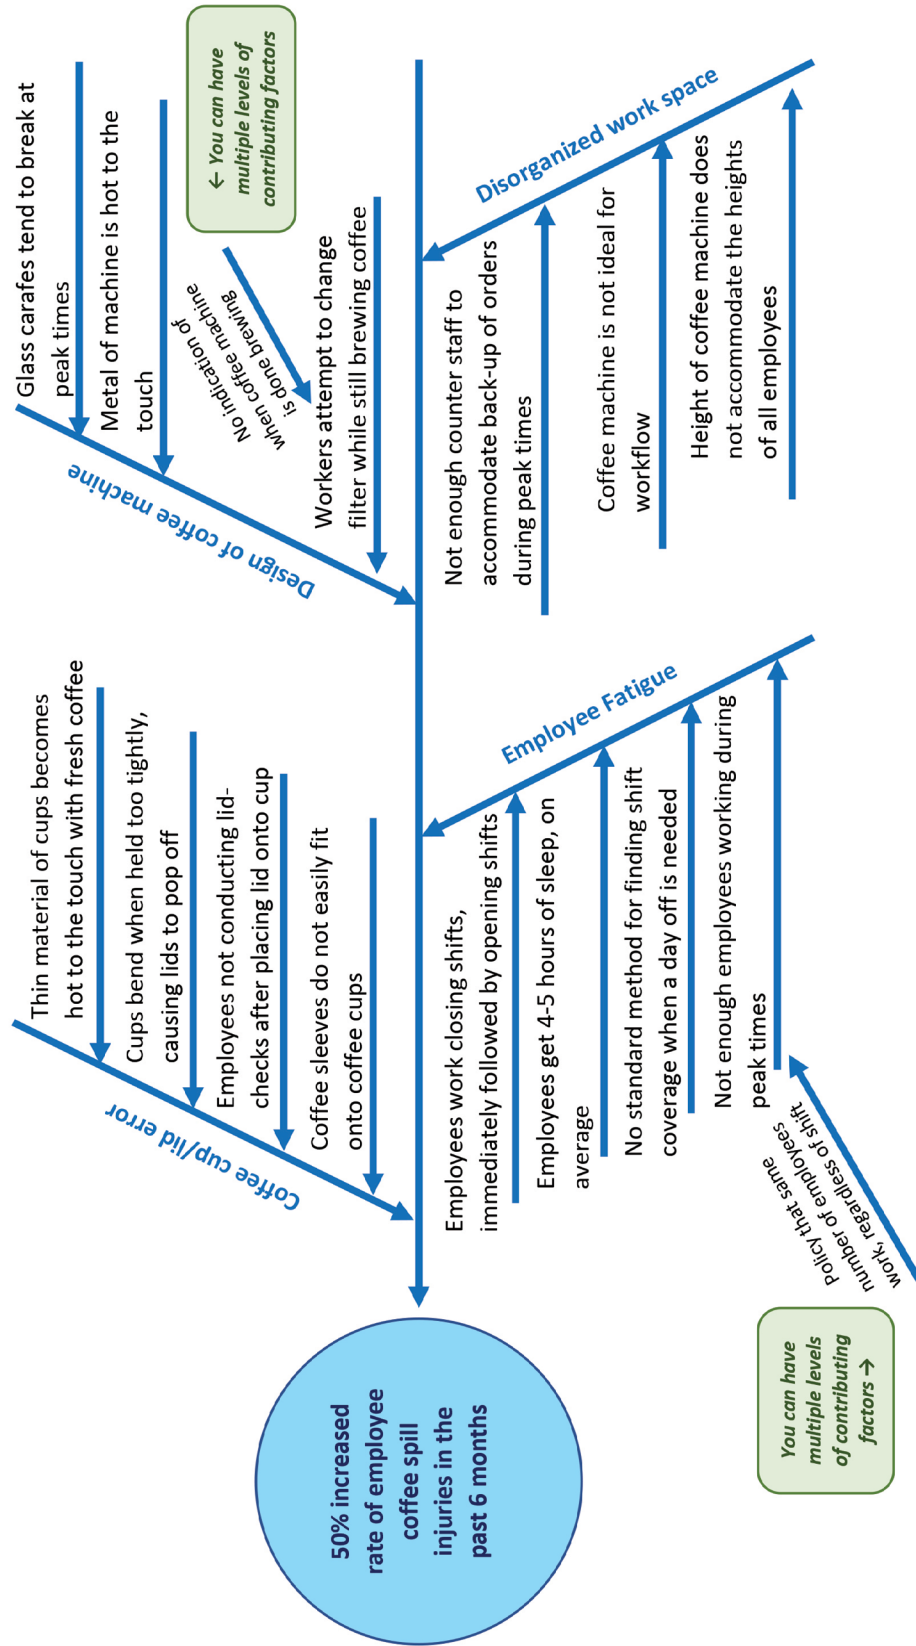 50% increased
rate of employee
coffee spill
injuries in the
past 6 months
Coffee cup/lid error
Thin material of cups becomes
hot to the touch with fresh coffee
Cups bend when held too tightly,
causing lids to pop off
Employees not conducting lid-
checks after placing lid onto cup
Coffee sleeves do not easily fit
onto coffee cups
Design of coffee machine
Glass carafes tend to break at
peak times
Metal of machine is hot to the
touch
No indication of
when coffee machine
is done brewing
Workers attempt to change
filter while still brewing coffee
← You can have
multiple levels of
contributing factors
Employee Fatigue
Employees work closing shifts,
immediately followed by opening shifts
Employees get 4-5 hours of sleep, on
average
No standard method for finding shift
coverage when a day off is needed
Not enough employees working during
peak times
Policy that same
number of employees
work, regardless of shift
You can have
multiple levels
of contributing
factors →
Disorganized work space
Not enough counter staff to
accommodate back-up of orders
during peak times
Coffee machine is not ideal for
workflow
Height of coffee machine does
not accommodate the heights
of all employees